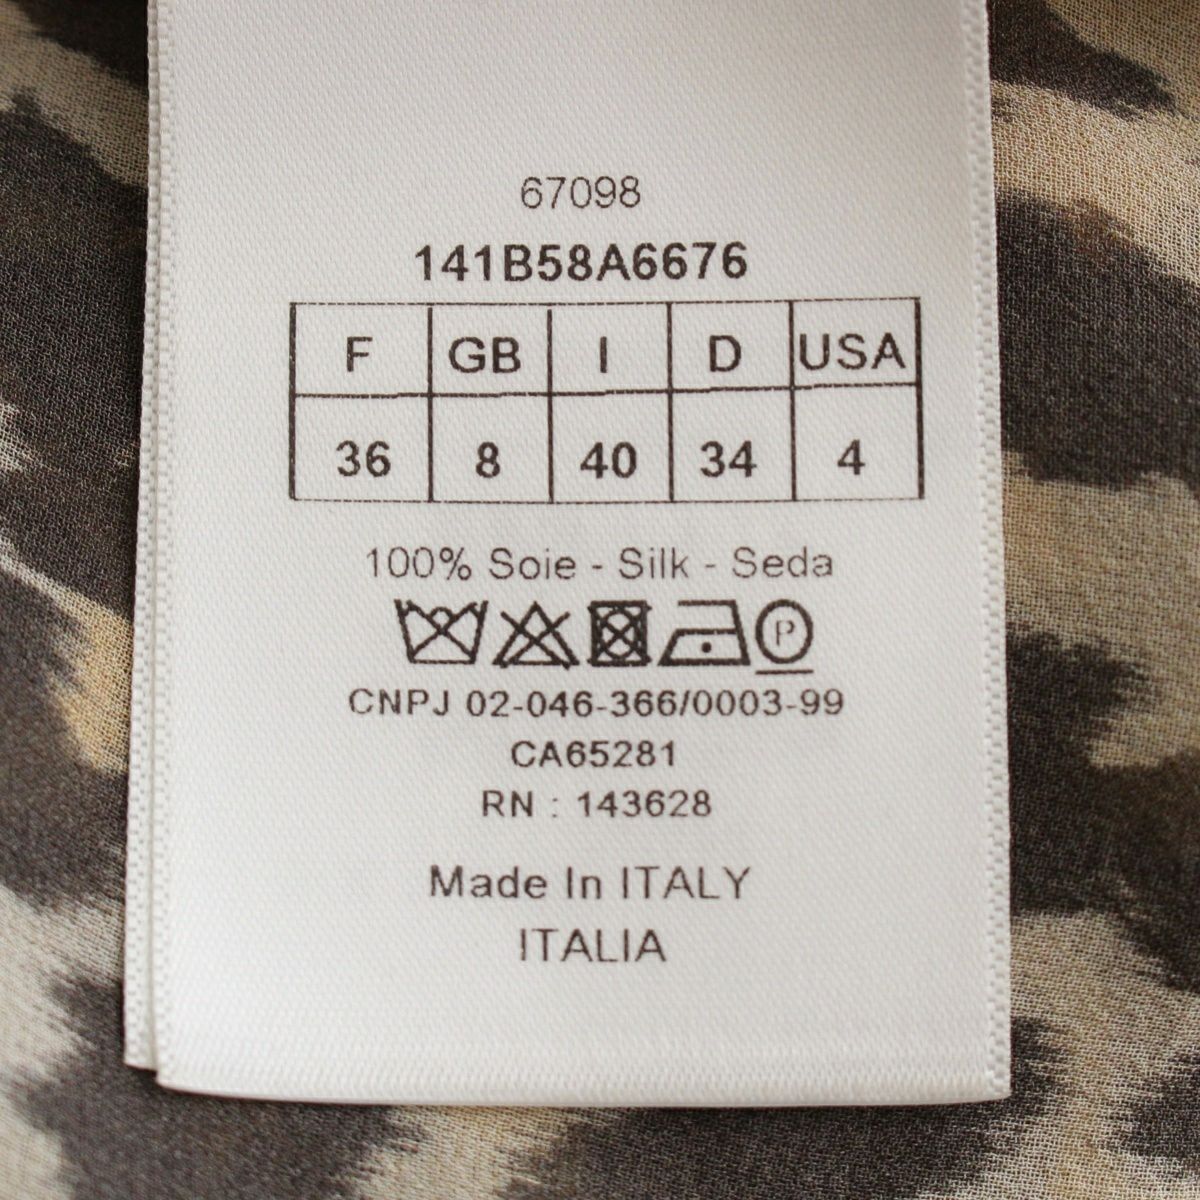 67098
141B58A6676
F GB I D USA
36 8 40 34 4
100% Soie - Silk - Seda
P
CNPJ 02-046-366/0003-99
CA65281
RN : 143628
Made In ITALY
ITALIA